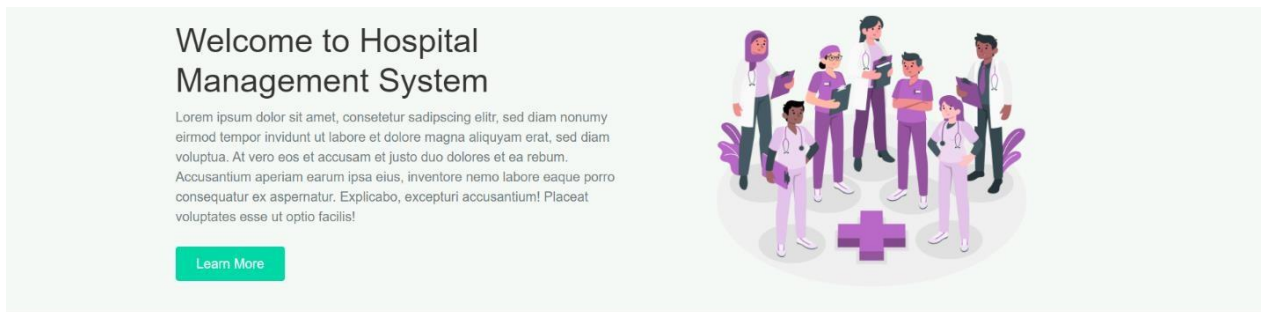 Welcome to Hospital
Management System
Lorem ipsum dolor sit amet, consetetur sadipscing elitr, sed diam nonumy
eirmod tempor invidunt ut labore et dolore magna aliquyam erat, sed diam
voluptua. At vero eos et accusam et justo duo dolores et ea rebum.
Accusantium aperiam earum ipsa eius, inventore nemo labore eaque porro
consequatur ex aspernatur. Explicabo, excepturi accusantium! Placeat
voluptates esse ut optio facilis!
Learn More